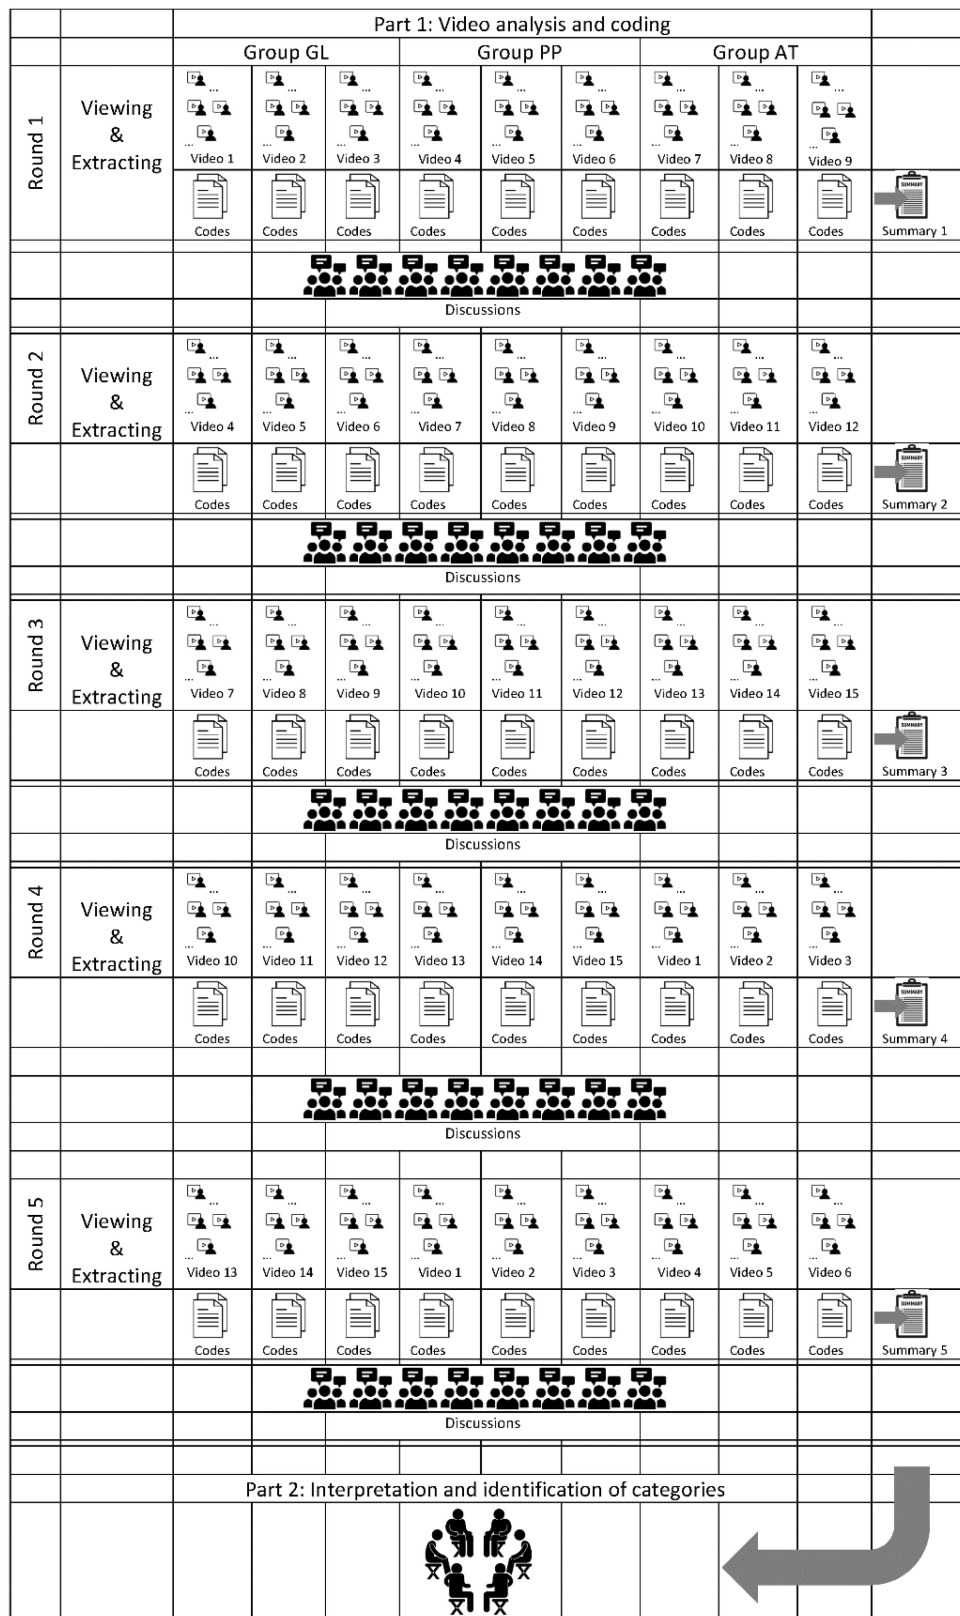 Part 1: Video analysis and coding
Group GL Group PP Group AT
Round 1
Viewing
&
Extracting
... ... ... ... ... ... ... ... ...
... ... ... ... ... ... ... ... ...
Video 1 Video 2 Video 3 Video 4 Video 5 Video 6 Video 7 Video 8 Video 9
SUMMARY
Codes Codes Codes Codes Codes Codes Codes Codes Codes Summary 1
Discussions
Round 2
Viewing
&
Extracting
... ... ... ... ... ... ... ... ...
... ... ... ... ... ... ... ... ...
Video 4 Video 5 Video 6 Video 7 Video 8 Video 9 Video 10 Video 11 Video 12
SUMMARY
Codes Codes Codes Codes Codes Codes Codes Codes Codes Summary 2
Discussions
Round 3
Viewing
&
Extracting
... ... ... ... ... ... ... ... ...
... ... ... ... ... ... ... ... ...
Video 7 Video 8 Video 9 Video 10 Video 11 Video 12 Video 13 Video 14 Video 15
SUMMARY
Codes Codes Codes Codes Codes Codes Codes Codes Codes Summary 3
Discussions
Round 4
Viewing
&
Extracting
... ... ... ... ... ... ... ... ...
... ... ... ... ... ... ... ... ...
Video 10 Video 11 Video 12 Video 13 Video 14 Video 15 Video 1 Video 2 Video 3
SUMMARY
Codes Codes Codes Codes Codes Codes Codes Codes Codes Summary 4
Discussions
Round 5
Viewing
&
Extracting
... ... ... ... ... ... ... ... ...
... ... ... ... ... ... ... ... ...
Video 13 Video 14 Video 15 Video 1 Video 2 Video 3 Video 4 Video 5 Video 6
SUMMARY
Codes Codes Codes Codes Codes Codes Codes Codes Codes Summary 5
Discussions
Part 2: Interpretation and identification of categories